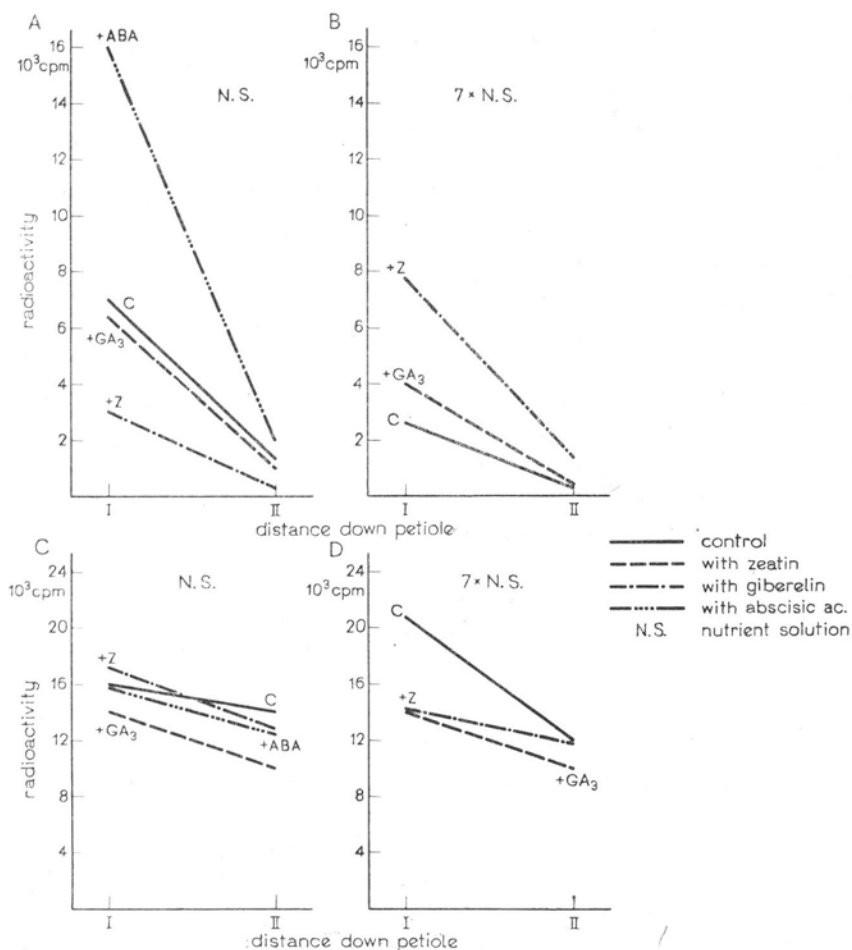 A
B
+ABA
16
10³cpm
14
12
10
8
6
4
2
radioactivity
N.S.
C
+GA₃
+Z
I
II
16
10³cpm
14
12
10
8
6
4
2
7× N.S.
+Z
+GA₃
C
I
II
distance down petiole
control
with zeatin
with giberelin
with abscisic ac.
N.S. nutrient solution
C
D
24
10³cpm
20
16
12
8
4
radioactivity
N.S.
+Z
C
+GA₃
+ABA
I
II
24
10³cpm
20
16
12
8
4
7× N.S.
C
+Z
+GA₃
I
II
distance down petiole